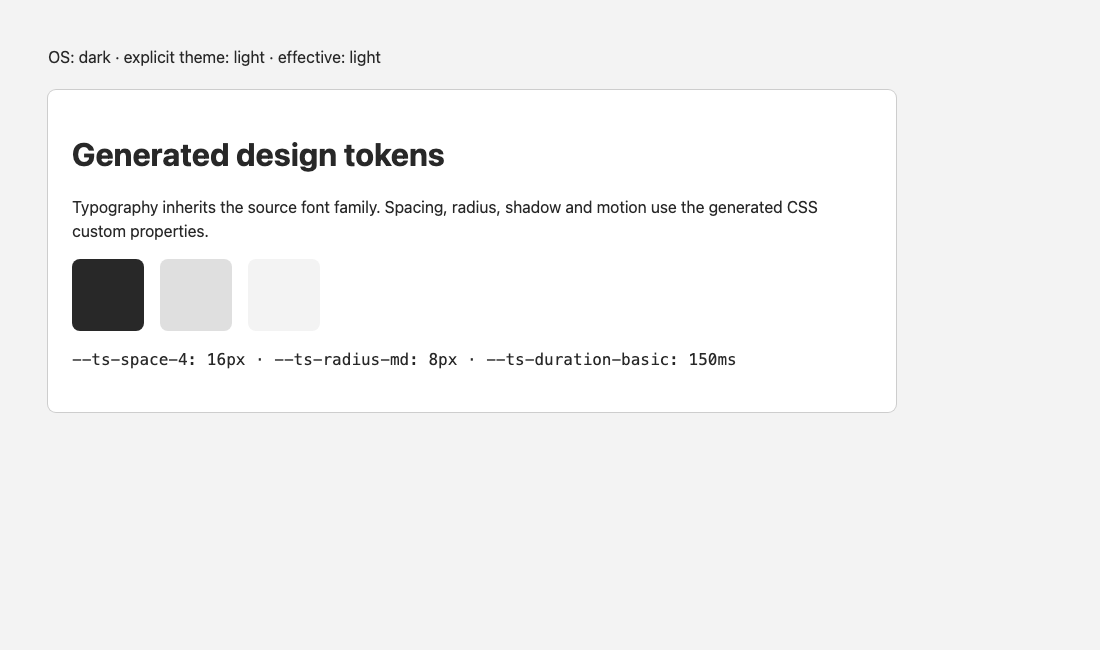 OS: dark · explicit theme: light · effective: light
Generated design tokens
Typography inherits the source font family. Spacing, radius, shadow and motion use the generated CSS
custom properties.
--ts-space-4: 16px · --ts-radius-md: 8px · --ts-duration-basic: 150ms